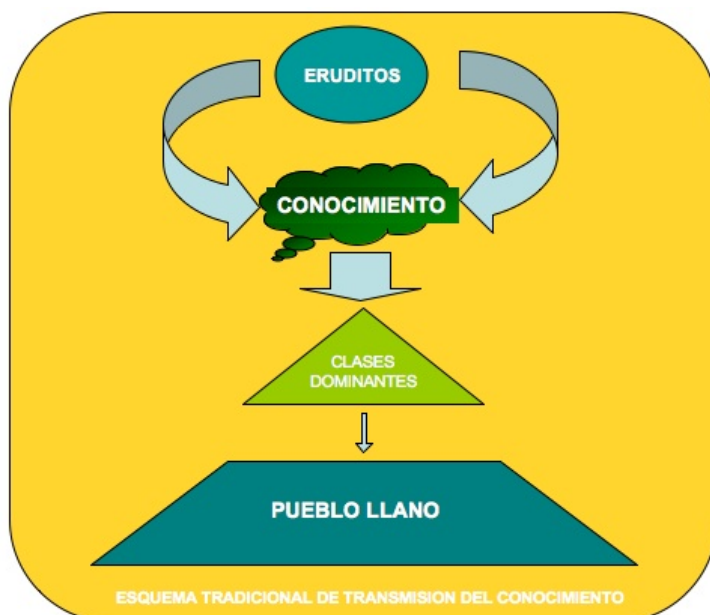 ERUDITOS
CONOCIMIENTO
CLASES
DOMINANTES
PUEBLO LLANO
ESQUEMA TRADICIONAL DE TRANSMISION DEL CONOCIMIENTO